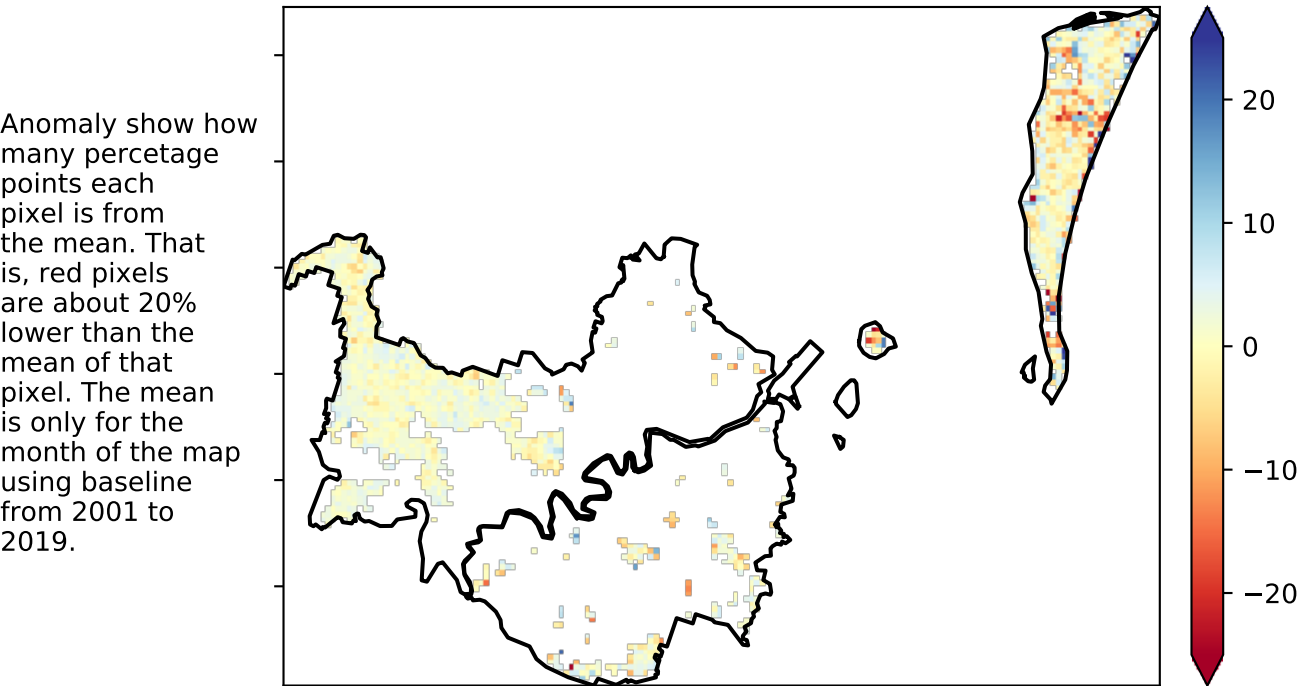 Anomaly show how
many percetage
points each
pixel is from
the mean. That
is, red pixels
are about 20%
lower than the
mean of that
pixel. The mean
is only for the
month of the map
using baseline
from 2001 to
2019.
20
10
0
−10
−20